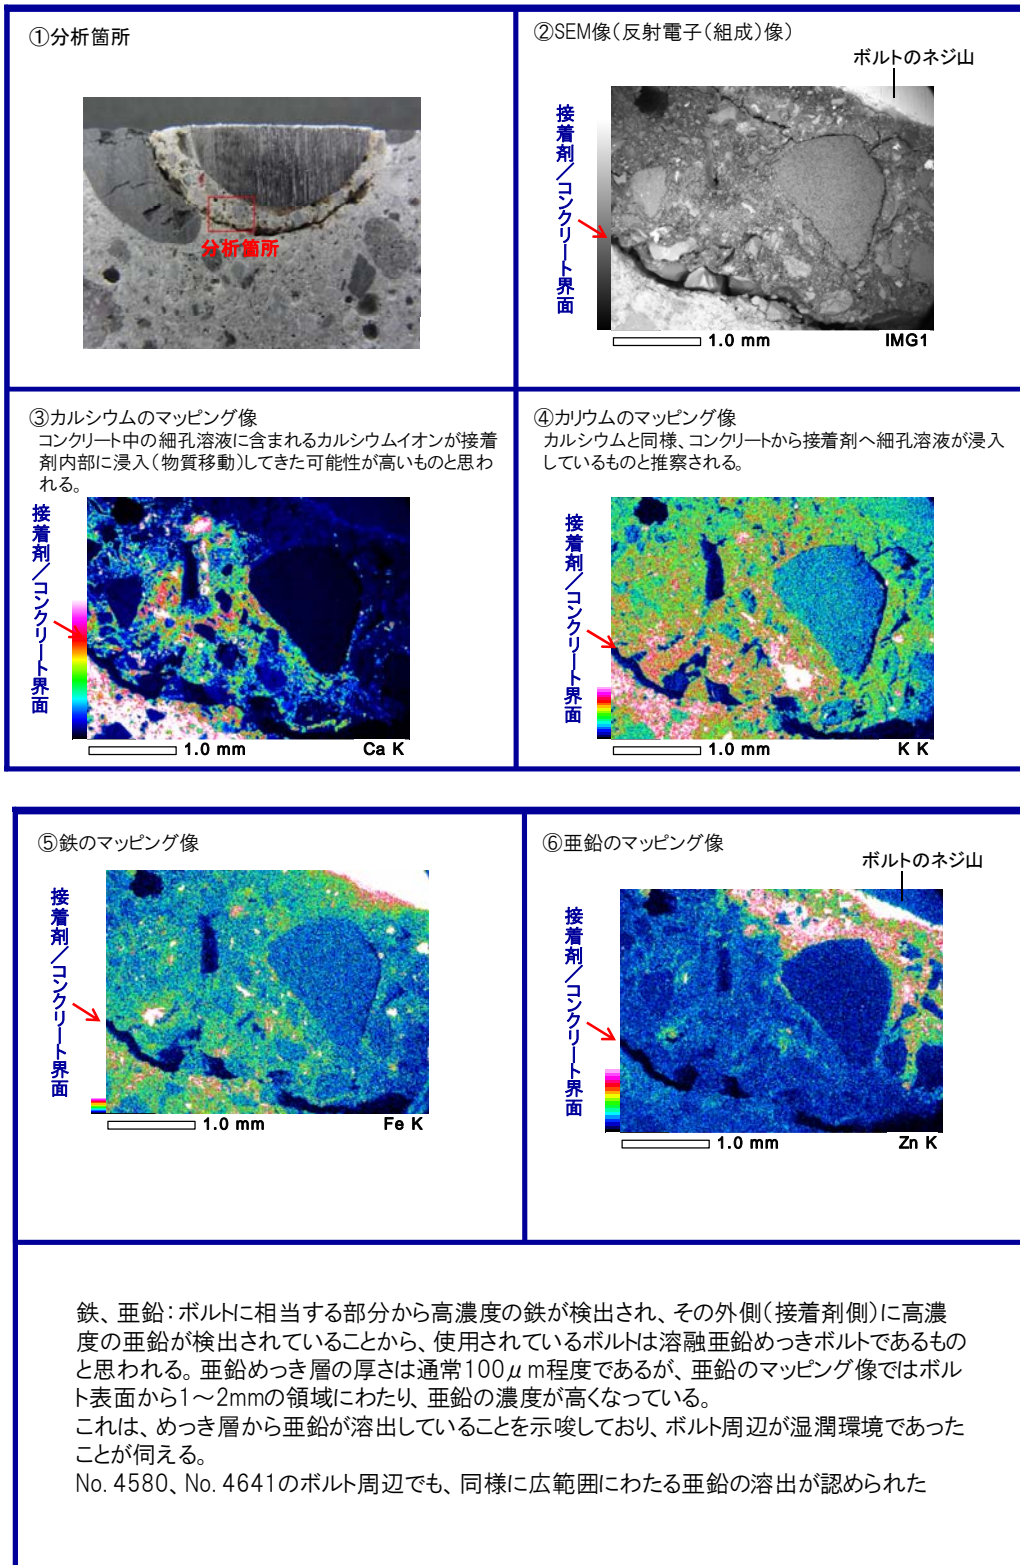 ①分析箇所
分析箇所
②SEM像(反射電子(組成)像)
ボルトのネジ山
接着剤/コンクリート界面
1.0 mm
IMG1
③カルシウムのマッピング像
コンクリート中の細孔溶液に含まれるカルシウムイオンが接着
剤内部に浸入(物質移動)してきた可能性が高いものと思わ
れる。
接着剤/コンクリート界面
1.0 mm
Ca K
④カリウムのマッピング像
カルシウムと同様、コンクリートから接着剤へ細孔溶液が浸入
しているものと推察される。
接着剤/コンクリート界面
1.0 mm
K K
⑤鉄のマッピング像
接着剤/コンクリート界面
1.0 mm
Fe K
⑥亜鉛のマッピング像
ボルトのネジ山
接着剤/コンクリート界面
1.0 mm
Zn K
鉄、亜鉛:ボルトに相当する部分から高濃度の鉄が検出され、その外側(接着剤側)に高濃
度の亜鉛が検出されていることから、使用されているボルトは溶融亜鉛めっきボルトであるもの
と思われる。亜鉛めっき層の厚さは通常100μm程度であるが、亜鉛のマッピング像ではボル
ト表面から1~2mmの領域にわたり、亜鉛の濃度が高くなっている。
これは、めっき層から亜鉛が溶出していることを示唆しており、ボルト周辺が湿潤環境であった
ことが伺える。
No.4580、No.4641のボルト周辺でも、同様に広範囲にわたる亜鉛の溶出が認められた